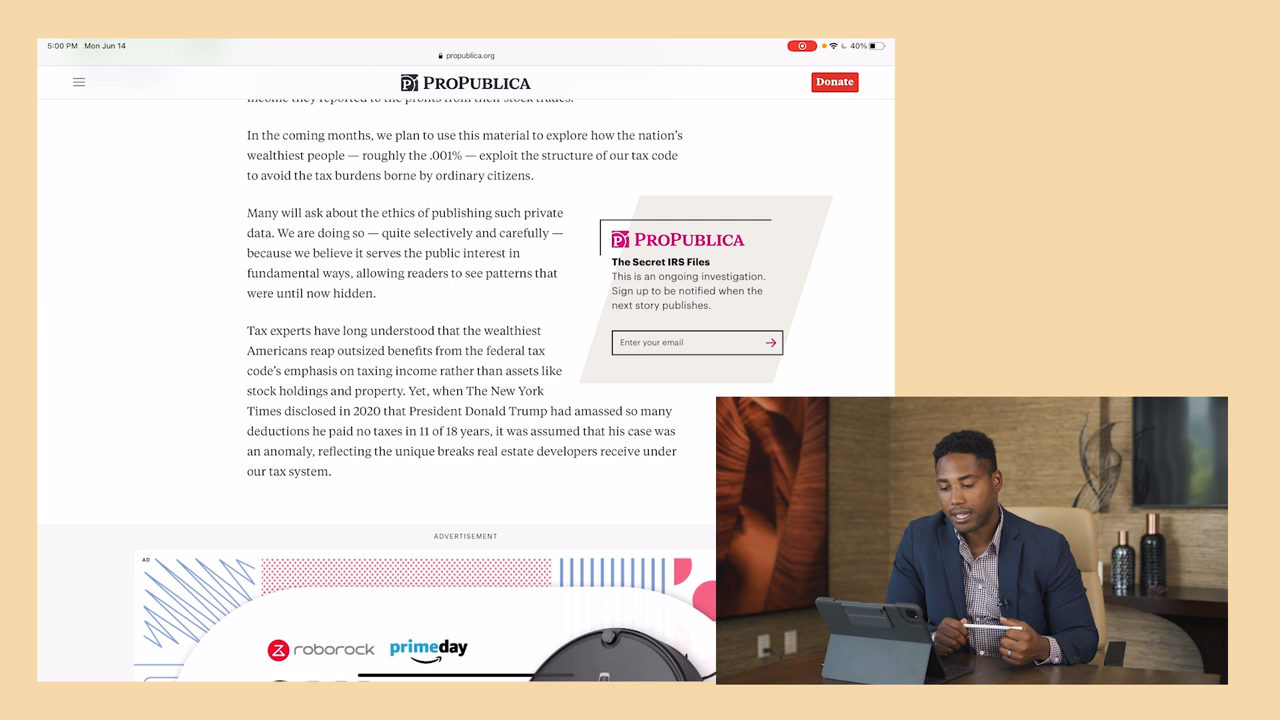 5:00 PM Mon Jun 14
propublica.org
40%
PROPUBLICA
Donate
income they reported to the profits from their stock trades.
In the coming months, we plan to use this material to explore how the nation's
wealthiest people — roughly the .001% — exploit the structure of our tax code
to avoid the tax burdens borne by ordinary citizens.
Many will ask about the ethics of publishing such private
data. We are doing so — quite selectively and carefully —
because we believe it serves the public interest in
fundamental ways, allowing readers to see patterns that
were until now hidden.
PROPUBLICA
The Secret IRS Files
This is an ongoing investigation.
Sign up to be notified when the
next story publishes.
Enter your email
Tax experts have long understood that the wealthiest
Americans reap outsized benefits from the federal tax
code's emphasis on taxing income rather than assets like
stock holdings and property. Yet, when The New York
Times disclosed in 2020 that President Donald Trump had amassed so many
deductions he paid no taxes in 11 of 18 years, it was assumed that his case was
an anomaly, reflecting the unique breaks real estate developers receive under
our tax system.
ADVERTISEMENT
AD
roborock primeday